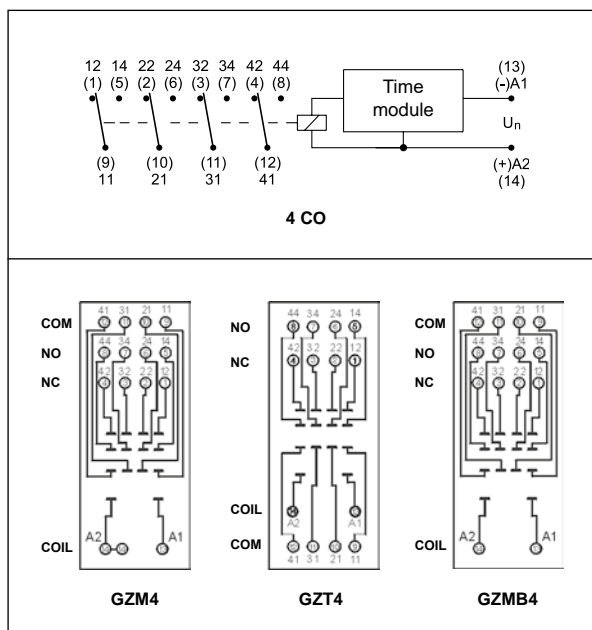 12 14 22 24 32 34 42 44
(1) (5) (2) (6) (3) (7) (4) (8)
(13)
(-)A1
Time
module
Un
(9) (10) (11) (12)
11 21 31 41
(+)A2
(14)
4 CO
COM
NO
NC
COIL
41 31 21 11
44 34 24 14
42 32 22 12
A2 A1
GZM4
NO
NC
COIL
COM
44 34 24 14
42 32 22 12
A2 A1
41 31 21 11
GZT4
COM
NO
NC
COIL
41 31 21 11
44 34 24 14
42 32 22 12
A2 A1
GZMB4